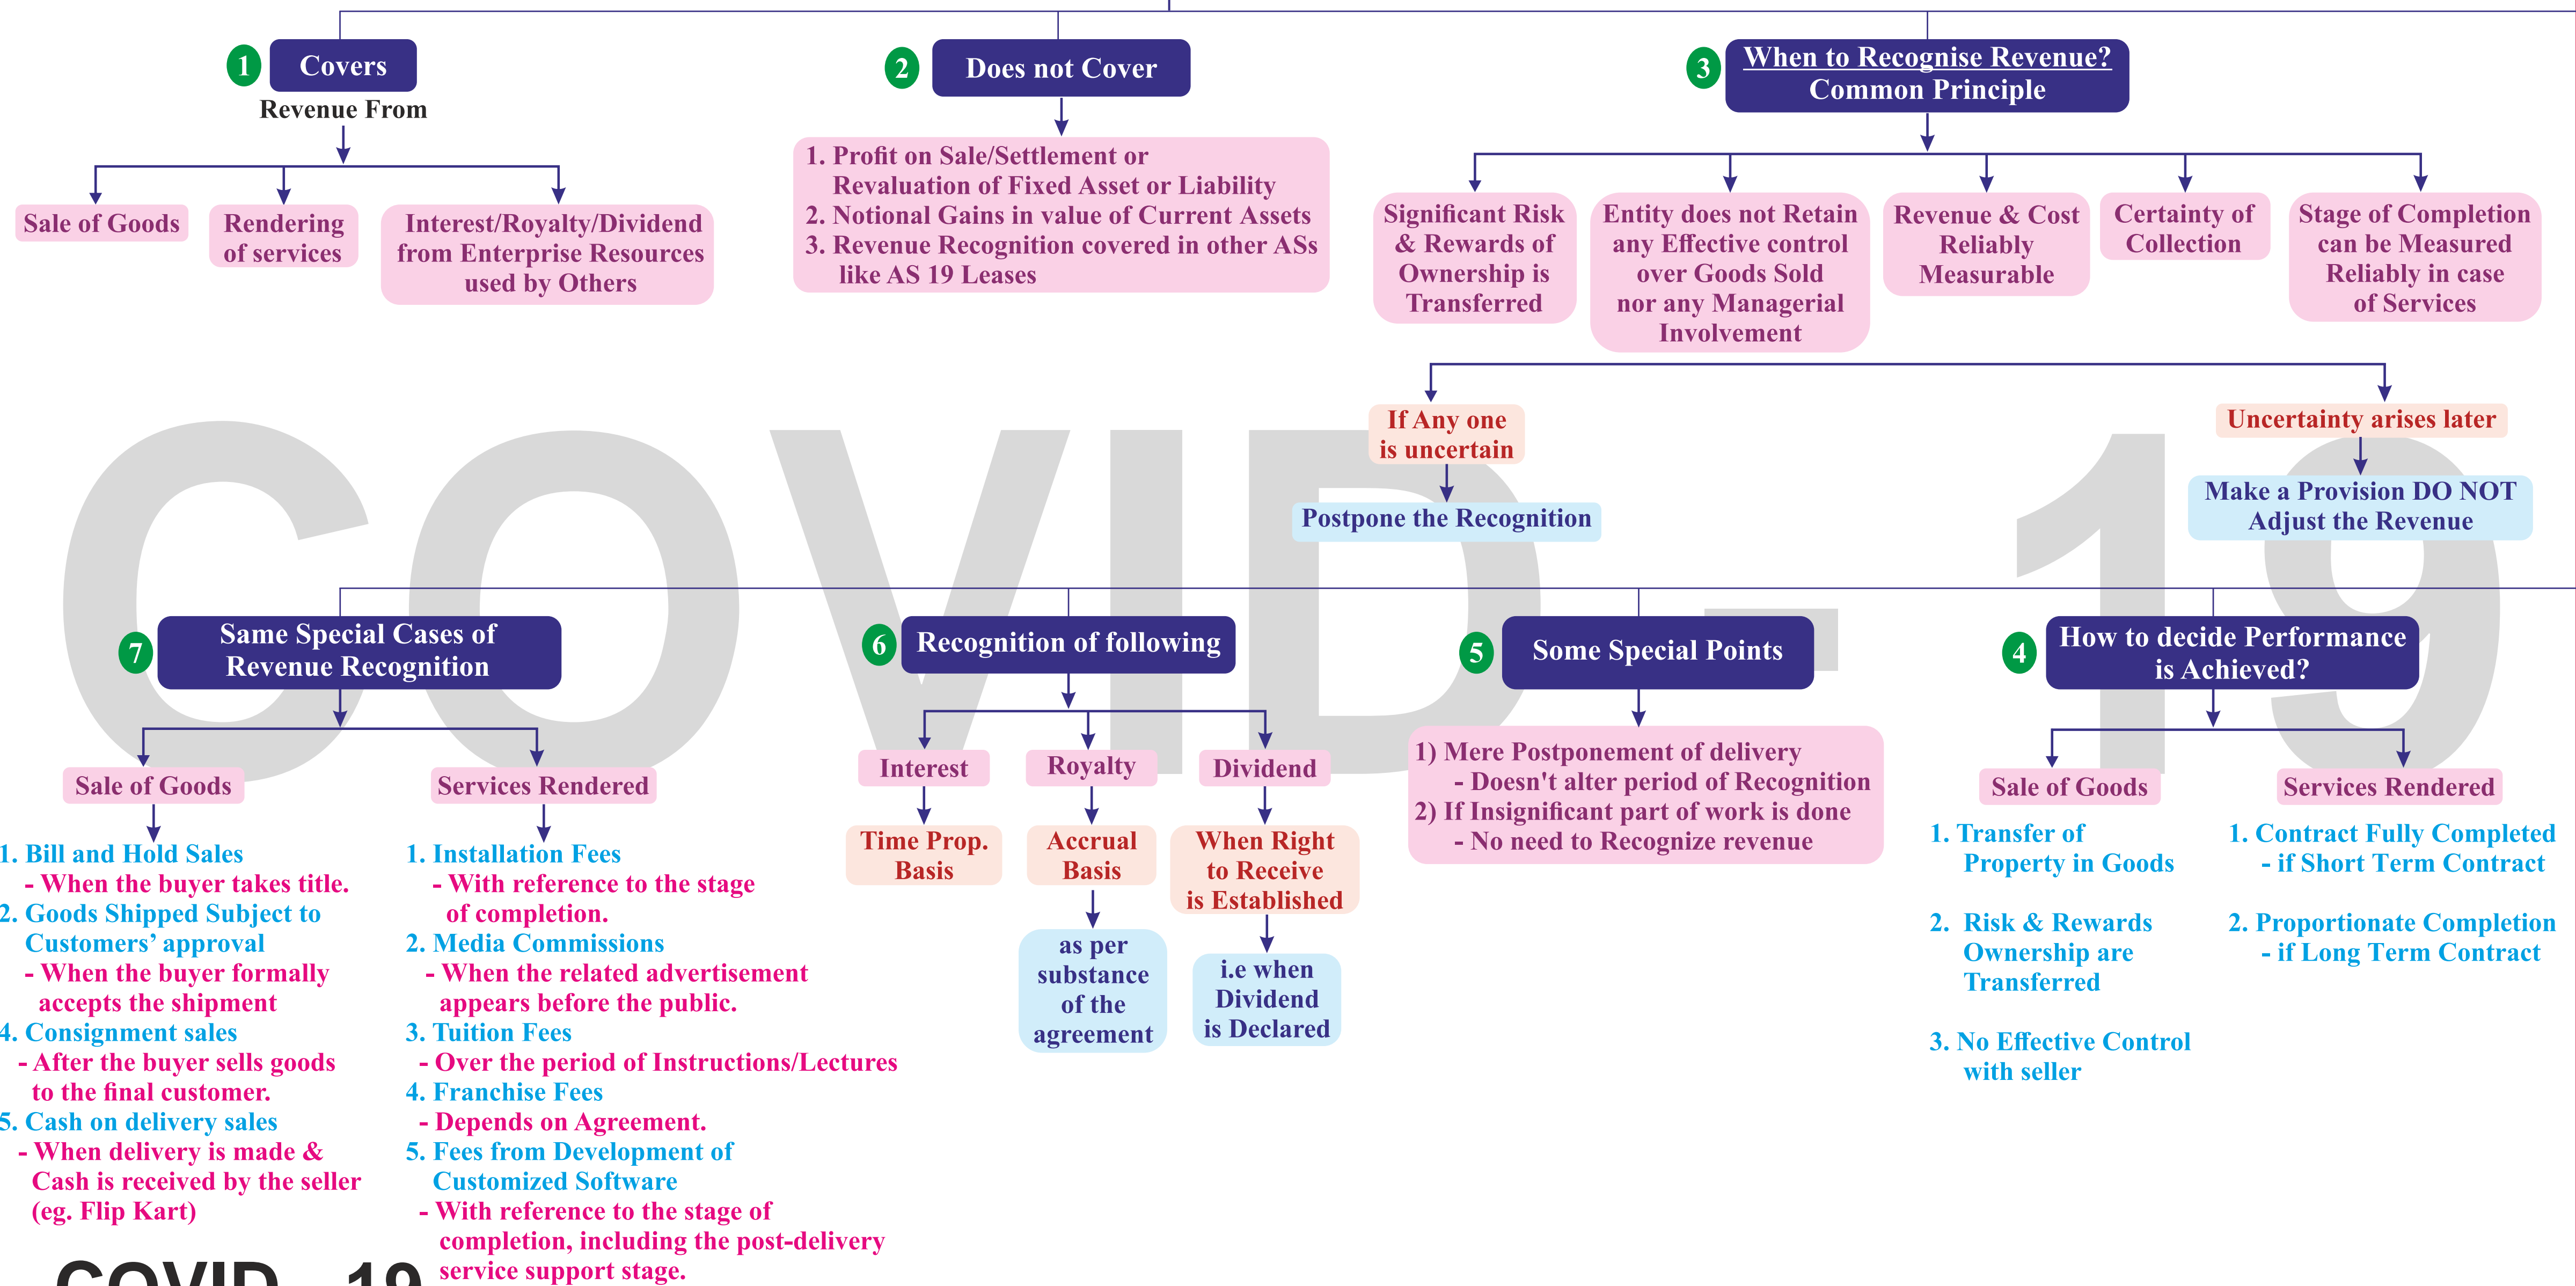 1
Covers
Revenue From
Sale of Goods
Rendering
of services
Interest/Royalty/Dividend
from Enterprise Resources
used by Others
2
Does not Cover
1. Profit on Sale/Settlement or
Revaluation of Fixed Asset or Liability
2. Notional Gains in value of Current Assets
3. Revenue Recognition covered in other ASs
like AS 19 Leases
3
When to Recognise Revenue?
Common Principle
Significant Risk
& Rewards of
Ownership is
Transferred
Entity does not Retain
any Effective control
over Goods Sold
nor any Managerial
Involvement
Revenue & Cost
Reliably
Measurable
Certainty of
Collection
Stage of Completion
can be Measured
Reliably in case
of Services
If Any one
is uncertain
Postpone the Recognition
Uncertainty arises later
Make a Provision DO NOT
Adjust the Revenue
COVID - 19
7
Same Special Cases of
Revenue Recognition
Sale of Goods
1. Bill and Hold Sales
- When the buyer takes title.
2. Goods Shipped Subject to
Customers’ approval
- When the buyer formally
accepts the shipment
4. Consignment sales
- After the buyer sells goods
to the final customer.
5. Cash on delivery sales
- When delivery is made &
Cash is received by the seller
(eg. Flip Kart)
Services Rendered
1. Installation Fees
- With reference to the stage
of completion.
2. Media Commissions
- When the related advertisement
appears before the public.
3. Tuition Fees
- Over the period of Instructions/Lectures
4. Franchise Fees
- Depends on Agreement.
5. Fees from Development of
Customized Software
- With reference to the stage of
completion, including the post-delivery
service support stage.
6
Recognition of following
Interest
Time Prop.
Basis
Royalty
Accrual
Basis
as per
substance
of the
agreement
Dividend
When Right
to Receive
is Established
i.e when
Dividend
is Declared
5
Some Special Points
1) Mere Postponement of delivery
- Doesn't alter period of Recognition
2) If Insignificant part of work is done
- No need to Recognize revenue
4
How to decide Performance
is Achieved?
Sale of Goods
1. Transfer of
Property in Goods
2. Risk & Rewards
Ownership are
Transferred
3. No Effective Control
with seller
Services Rendered
1. Contract Fully Completed
- if Short Term Contract
2. Proportionate Completion
- if Long Term Contract
COVID 19